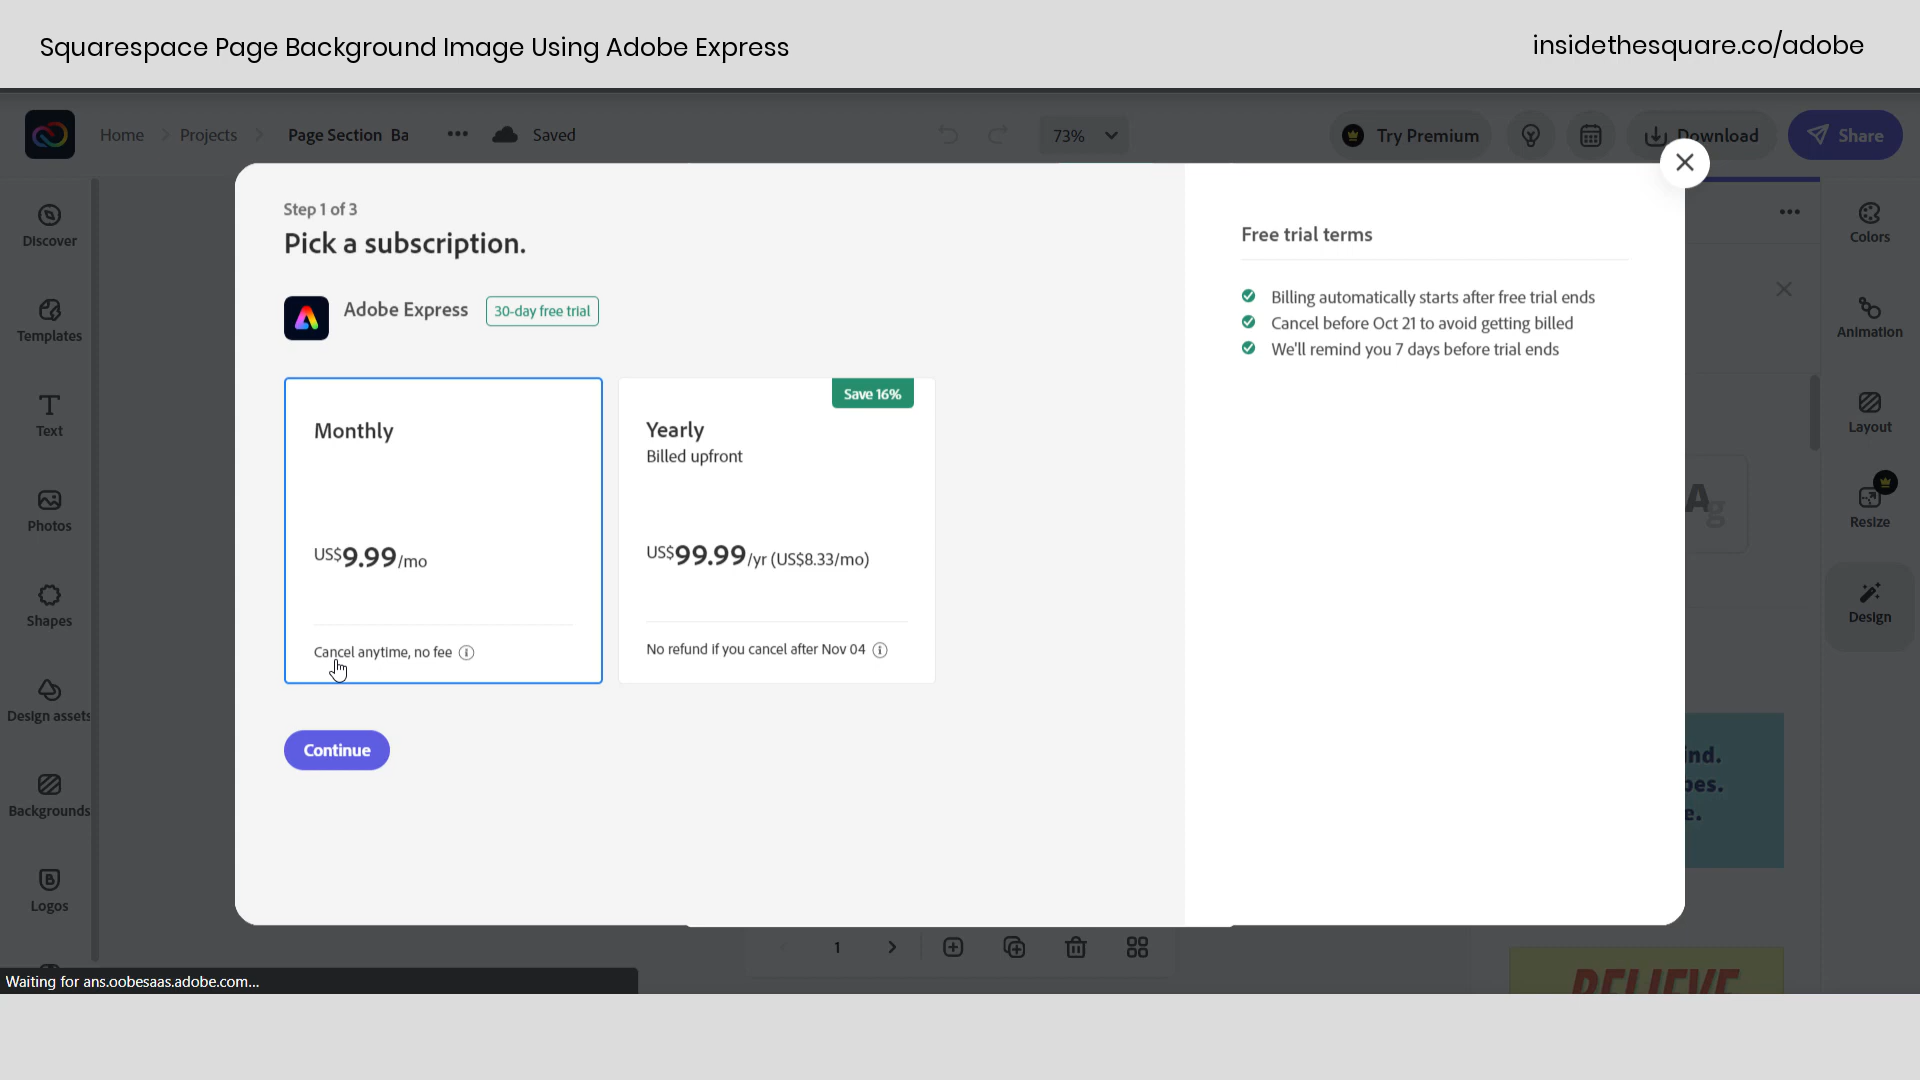 Squarespace Page Background Image Using Adobe Express
insidethesquare.co/adobe
Home
Projects
Page Section Ba
Saved
73%
Try Premium
Download
Share
Discover
Templates
Text
Photos
Shapes
Design assets
Backgrounds
Logos
Step 1 of 3
Pick a subscription.
Adobe Express
30-day free trial
Monthly
US$9.99/mo
Cancel anytime, no fee
Save 16%
Yearly
Billed upfront
US$99.99/yr (US$8.33/mo)
No refund if you cancel after Nov 04
Continue
Free trial terms
Billing automatically starts after free trial ends
Cancel before Oct 21 to avoid getting billed
We'll remind you 7 days before trial ends
Colors
Animation
Layout
Resize
Design
Ag
1
BELIEVE
Waiting for ans.oobesaas.adobe.com...